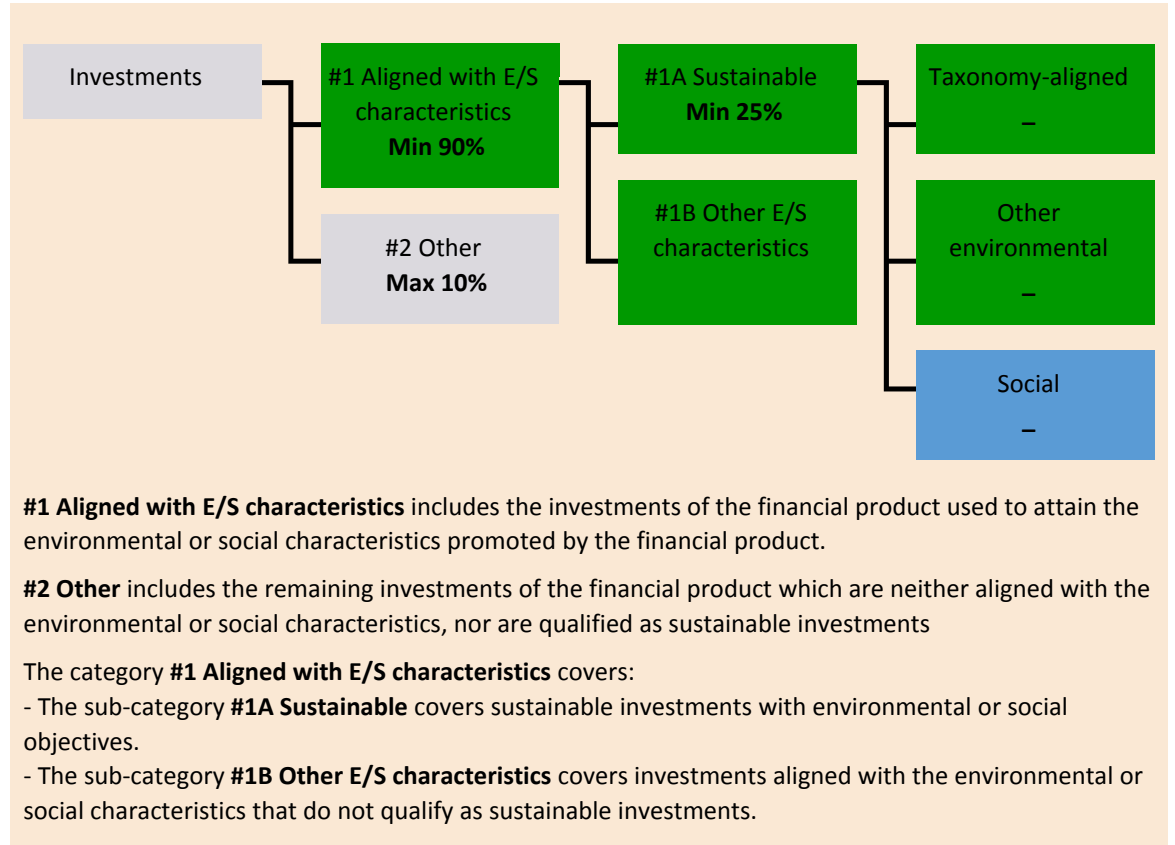 Investments
#1 Aligned with E/S
characteristics
Min 90%
#2 Other
Max 10%
#1A Sustainable
Min 25%
#1B Other E/S
characteristics
Taxonomy-aligned
–
Other
environmental
–
Social
–
#1 Aligned with E/S characteristics includes the investments of the financial product used to attain the
environmental or social characteristics promoted by the financial product.
#2 Other includes the remaining investments of the financial product which are neither aligned with the
environmental or social characteristics, nor are qualified as sustainable investments
The category #1 Aligned with E/S characteristics covers:
- The sub-category #1A Sustainable covers sustainable investments with environmental or social
objectives.
- The sub-category #1B Other E/S characteristics covers investments aligned with the environmental or
social characteristics that do not qualify as sustainable investments.